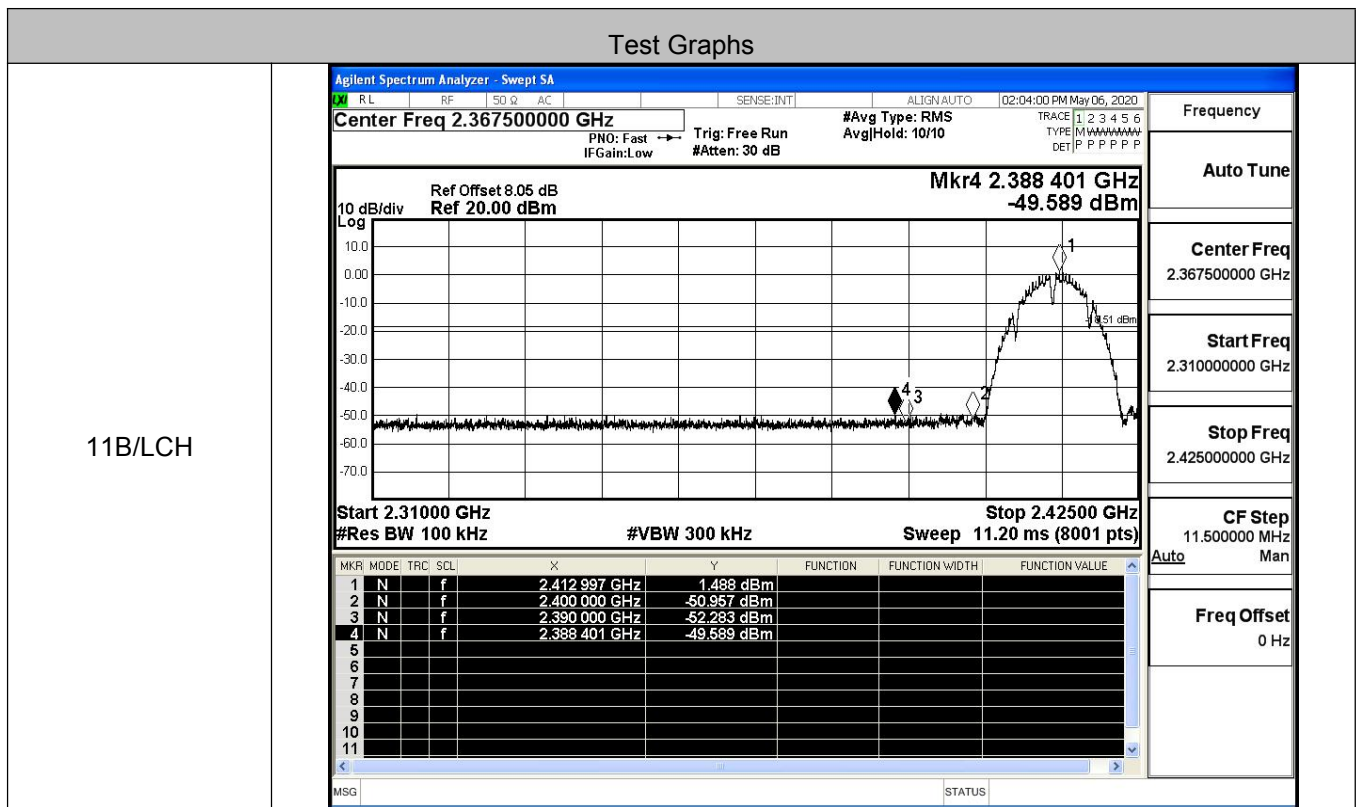 Test Graphs
11B/LCH
Agilent Spectrum Analyzer - Swept SA
LXI RL RF 50 Ω AC SENSE:INT ALIGN AUTO 02:04:00 PM May 06, 2020
Center Freq 2.367500000 GHz
PNO: Fast
IFGain:Low
Trig: Free Run
#Atten: 30 dB
#Avg Type: RMS
Avg|Hold: 10/10
TRACE 1 2 3 4 5 6
TYPE MWWWWW
DET P P P P P P
Mkr4 2.388 401 GHz
-49.589 dBm
Ref Offset 8.05 dB
10 dB/div Ref 20.00 dBm
Log
10.0
0.00
-10.0
-20.0
-30.0
-40.0
-50.0
-60.0
-70.0
1
-18.51 dBm
4
3
2
Start 2.31000 GHz Stop 2.42500 GHz
#Res BW 100 kHz #VBW 300 kHz Sweep 11.20 ms (8001 pts)
MKR MODE TRC SCL X Y FUNCTION FUNCTION WIDTH FUNCTION VALUE
1 N f 2.412 997 GHz 1.488 dBm
2 N f 2.400 000 GHz -50.957 dBm
3 N f 2.390 000 GHz -52.283 dBm
4 N f 2.388 401 GHz -49.589 dBm
5
6
7
8
9
10
11
MSG STATUS
Frequency
Auto Tune
Center Freq
2.367500000 GHz
Start Freq
2.310000000 GHz
Stop Freq
2.425000000 GHz
CF Step
11.500000 MHz
Auto Man
Freq Offset
0 Hz